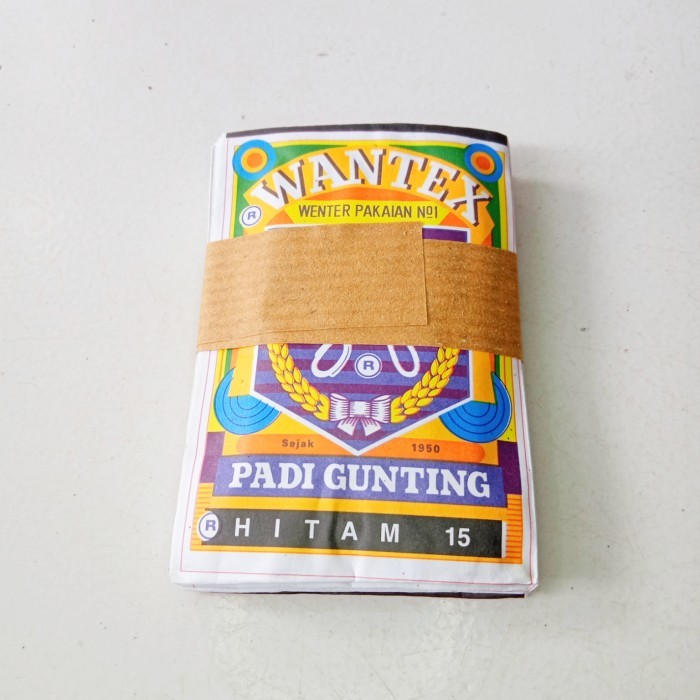 WANTEX
®
WENTER PAKAIAN №1
®
Sejak 1950
PADI GUNTING
® HITAM 15